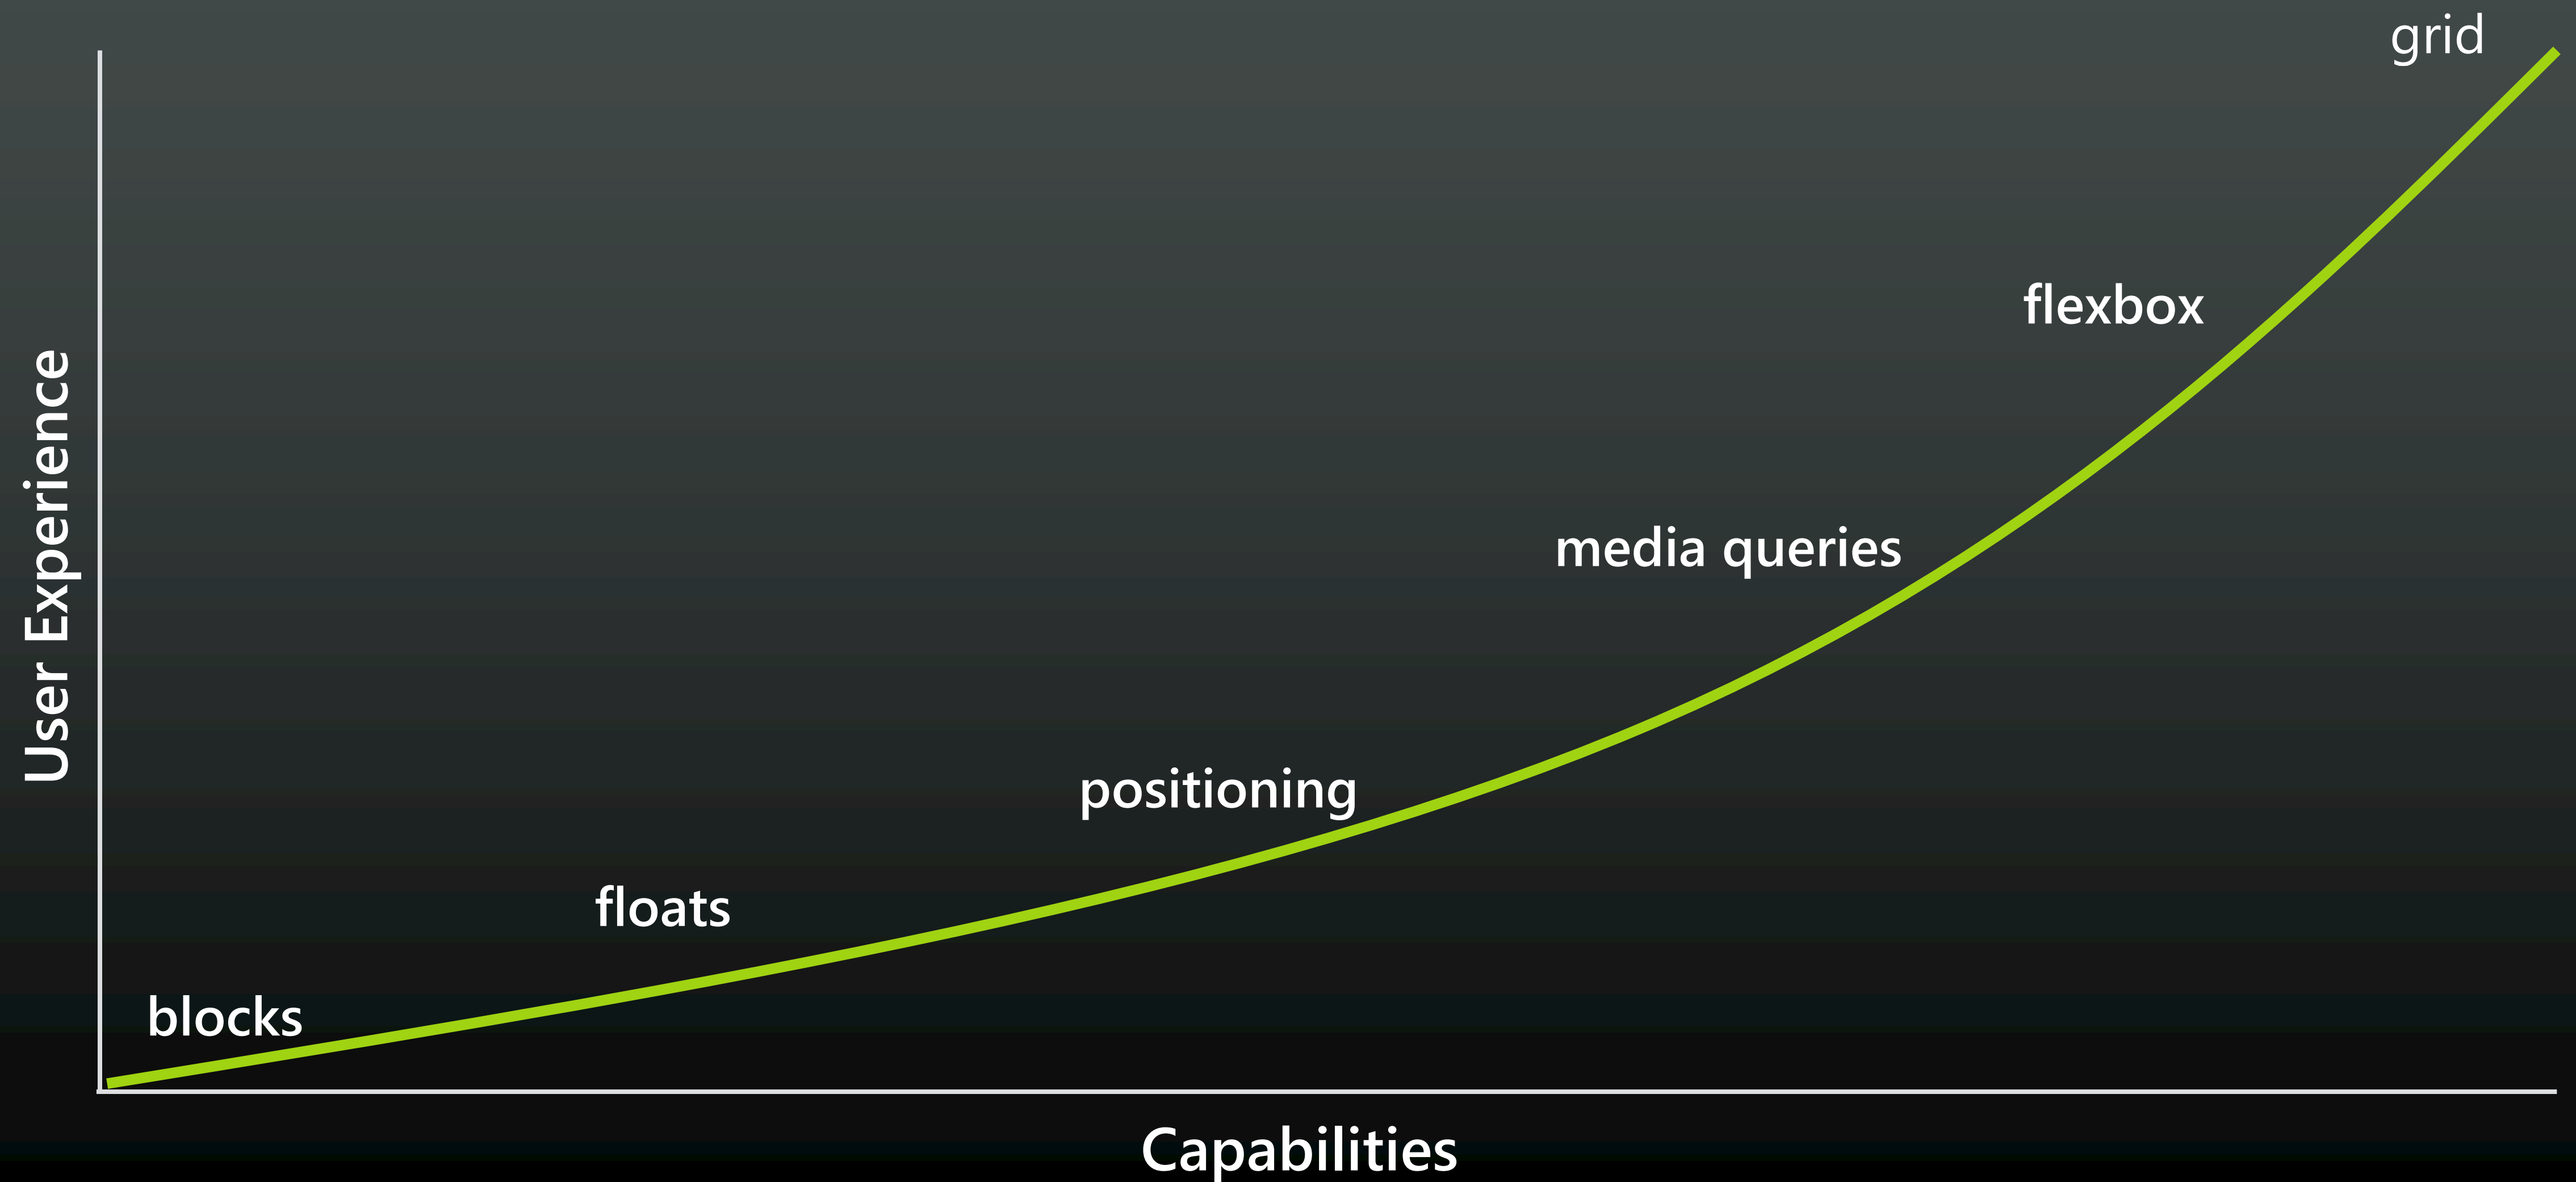 grid
flexbox
media queries
positioning
floats
blocks
User Experience
Capabilities